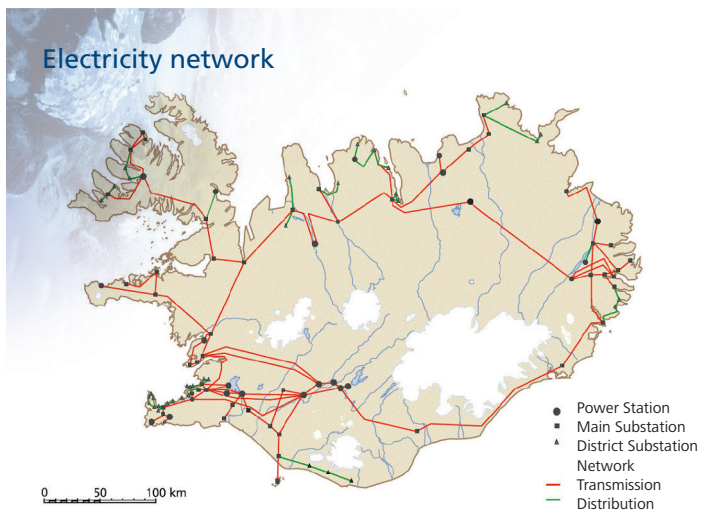 Electricity network
Power Station
Main Substation
District Substation
Network
Transmission
Distribution
0 50 100 km